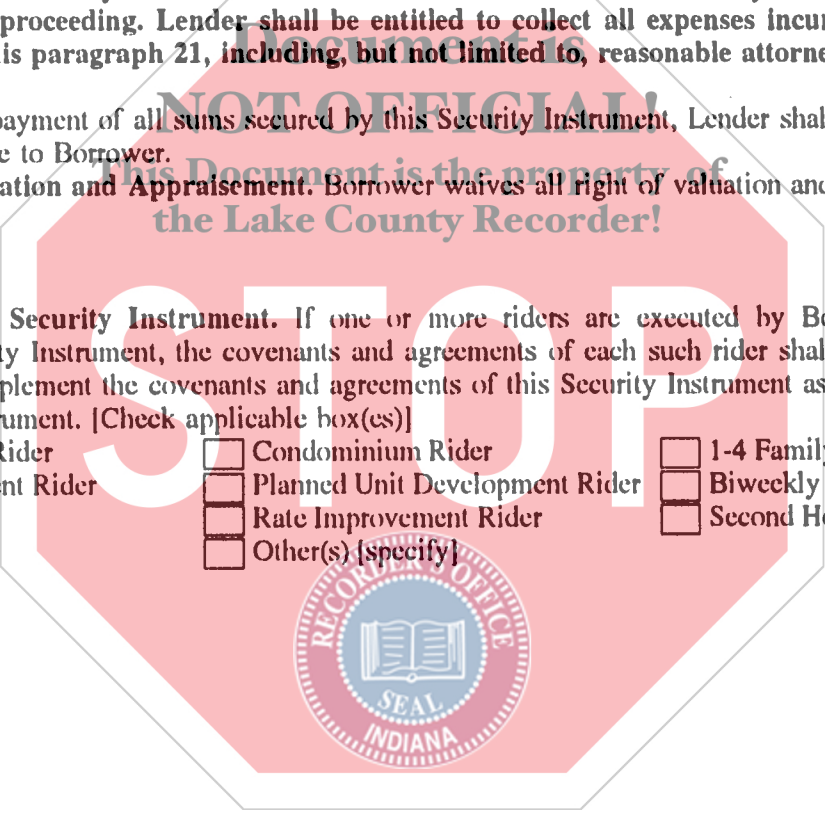 proceeding. Lender shall be entitled to collect all expenses incur
is paragraph 21, including, but not limited to, reasonable attorne
Document is
NOT OFFICIAL!
payment of all sums secured by this Security Instrument, Lender shal
e to Borrower.
This Document is the property of
ation and Appraisement. Borrower waives all right of valuation and
the Lake County Recorder!
STOP
Security Instrument. If one or more riders are executed by Bo
ty Instrument, the covenants and agreements of each such rider shal
plement the covenants and agreements of this Security Instrument as
rument. [Check applicable box(es)]
Rider Condominium Rider 1-4 Family
nt Rider Planned Unit Development Rider Biweekly
Rate Improvement Rider Second Ho
Other(s) [specify]
RECORDER'S OFFICE
SEAL
INDIANA